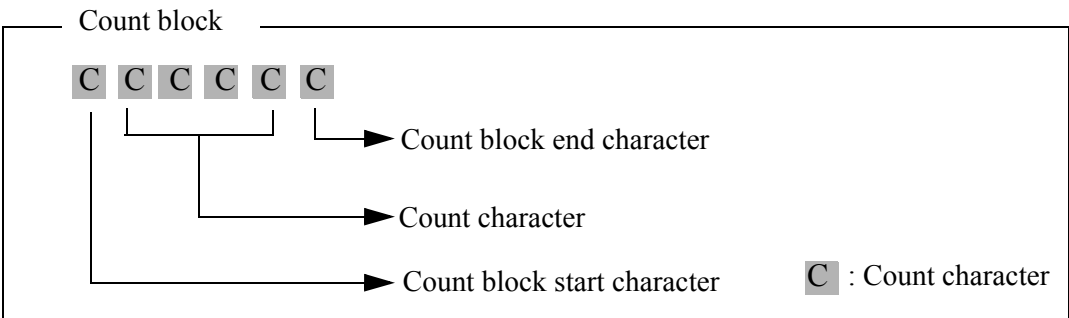 Count block
C C C C C C
Count block end character
Count character
Count block start character
C : Count character